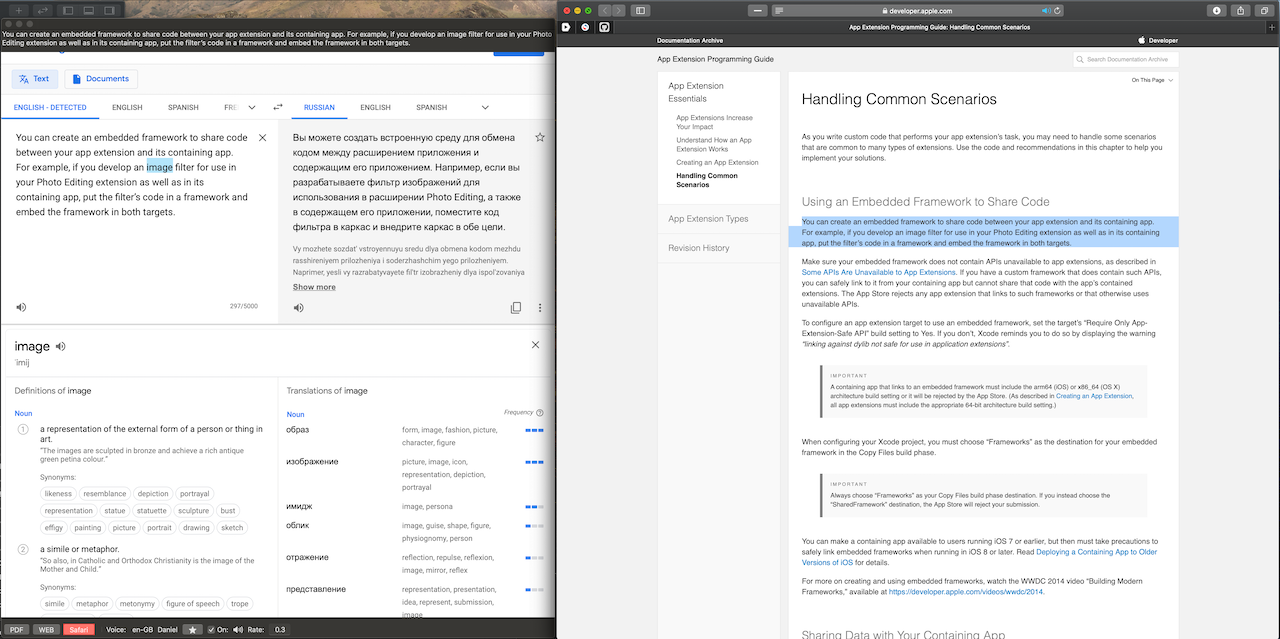 You can create an embedded framework to share code between your app extension and its containing app. For example, if you develop an image filter for use in your Photo
Editing extension as well as in its containing app, put the filter's code in a framework and embed the framework in both targets.
Text
Documents
ENGLISH - DETECTED
ENGLISH
SPANISH
FRE
RUSSIAN
ENGLISH
SPANISH
You can create an embedded framework to share code
between your app extension and its containing app.
For example, if you develop an image filter for use in
your Photo Editing extension as well as in its
containing app, put the filter's code in a framework and
embed the framework in both targets.
297/5000
Вы можете создать встроенную среду для обмена
кодом между расширением приложения и
содержащим его приложением. Например, если вы
разрабатываете фильтр изображений для
использования в расширении Photo Editing, а также
в содержащем его приложении, поместите код
фильтра в каркас и внедрите каркас в обе цели.
Vy mozhete sozdat' vstroyennuyu sredu dlya obmena kodom mezhdu
rasshireniyem prilozheniya i soderzhashchim yego prilozheniyem.
Naprimer, yesli vy razrabatyvayete fil'tr izobrazheniy dlya ispol'zovaniya
Show more
image
ˈimij
Definitions of image
Noun
1
a representation of the external form of a person or thing in
art.
"The images are sculpted in bronze and achieve a rich antique
green petina colour."
Synonyms:
likeness
resemblance
depiction
portrayal
representation
statue
statuette
sculpture
bust
effigy
painting
picture
portrait
drawing
sketch
2
a simile or metaphor.
"So also, in Catholic and Orthodox Christianity is the image of the
Mother and Child."
Synonyms:
simile
metaphor
metonymy
figure of speech
trope
Translations of image
Noun
Frequency
образ
form, image, fashion, picture,
character, figure
изображение
picture, image, icon,
representation, depiction,
portrayal
имидж
image, persona
облик
image, guise, shape, figure,
physiognomy, person
отражение
reflection, repulse, reflexion,
image, mirror, reflex
представление
representation, presentation,
idea, represent, submission,
image
PDF
WEB
Safari
Voice: en-GB Daniel
On:
Rate: 0.3
developer.apple.com
App Extension Programming Guide: Handling Common Scenarios
Documentation Archive
Developer
App Extension Programming Guide
Search Documentation Archive
App Extension
Essentials
App Extensions Increase
Your Impact
Understand How an App
Extension Works
Creating an App Extension
Handling Common
Scenarios
App Extension Types
Revision History
On This Page
Handling Common Scenarios
As you write custom code that performs your app extension's task, you may need to handle some scenarios
that are common to many types of extensions. Use the code and recommendations in this chapter to help you
implement your solutions.
Using an Embedded Framework to Share Code
You can create an embedded framework to share code between your app extension and its containing app.
For example, if you develop an image filter for use in your Photo Editing extension as well as in its containing
app, put the filter's code in a framework and embed the framework in both targets.
Make sure your embedded framework does not contain APIs unavailable to app extensions, as described in
Some APIs Are Unavailable to App Extensions. If you have a custom framework that does contain such APIs,
you can safely link to it from your containing app but cannot share that code with the app's contained
extensions. The App Store rejects any app extension that links to such frameworks or that otherwise uses
unavailable APIs.
To configure an app extension target to use an embedded framework, set the target's "Require Only App-
Extension-Safe API" build setting to Yes. If you don't, Xcode reminds you to do so by displaying the warning
"linking against dylib not safe for use in application extensions".
IMPORTANT
A containing app that links to an embedded framework must include the arm64 (iOS) or x86_64 (OS X)
architecture build setting or it will be rejected by the App Store. (As described in Creating an App Extension,
all app extensions must include the appropriate 64-bit architecture build setting.)
When configuring your Xcode project, you must choose "Frameworks" as the destination for your embedded
framework in the Copy Files build phase.
IMPORTANT
Always choose "Frameworks" as your Copy Files build phase destination. If you instead choose the
"SharedFramework" destination, the App Store will reject your submission.
You can make a containing app available to users running iOS 7 or earlier, but then must take precautions to
safely link embedded frameworks when running in iOS 8 or later. Read Deploying a Containing App to Older
Versions of iOS for details.
For more on creating and using embedded frameworks, watch the WWDC 2014 video "Building Modern
Frameworks," available at https://developer.apple.com/videos/wwdc/2014.
Sharing Data with Your Containing App